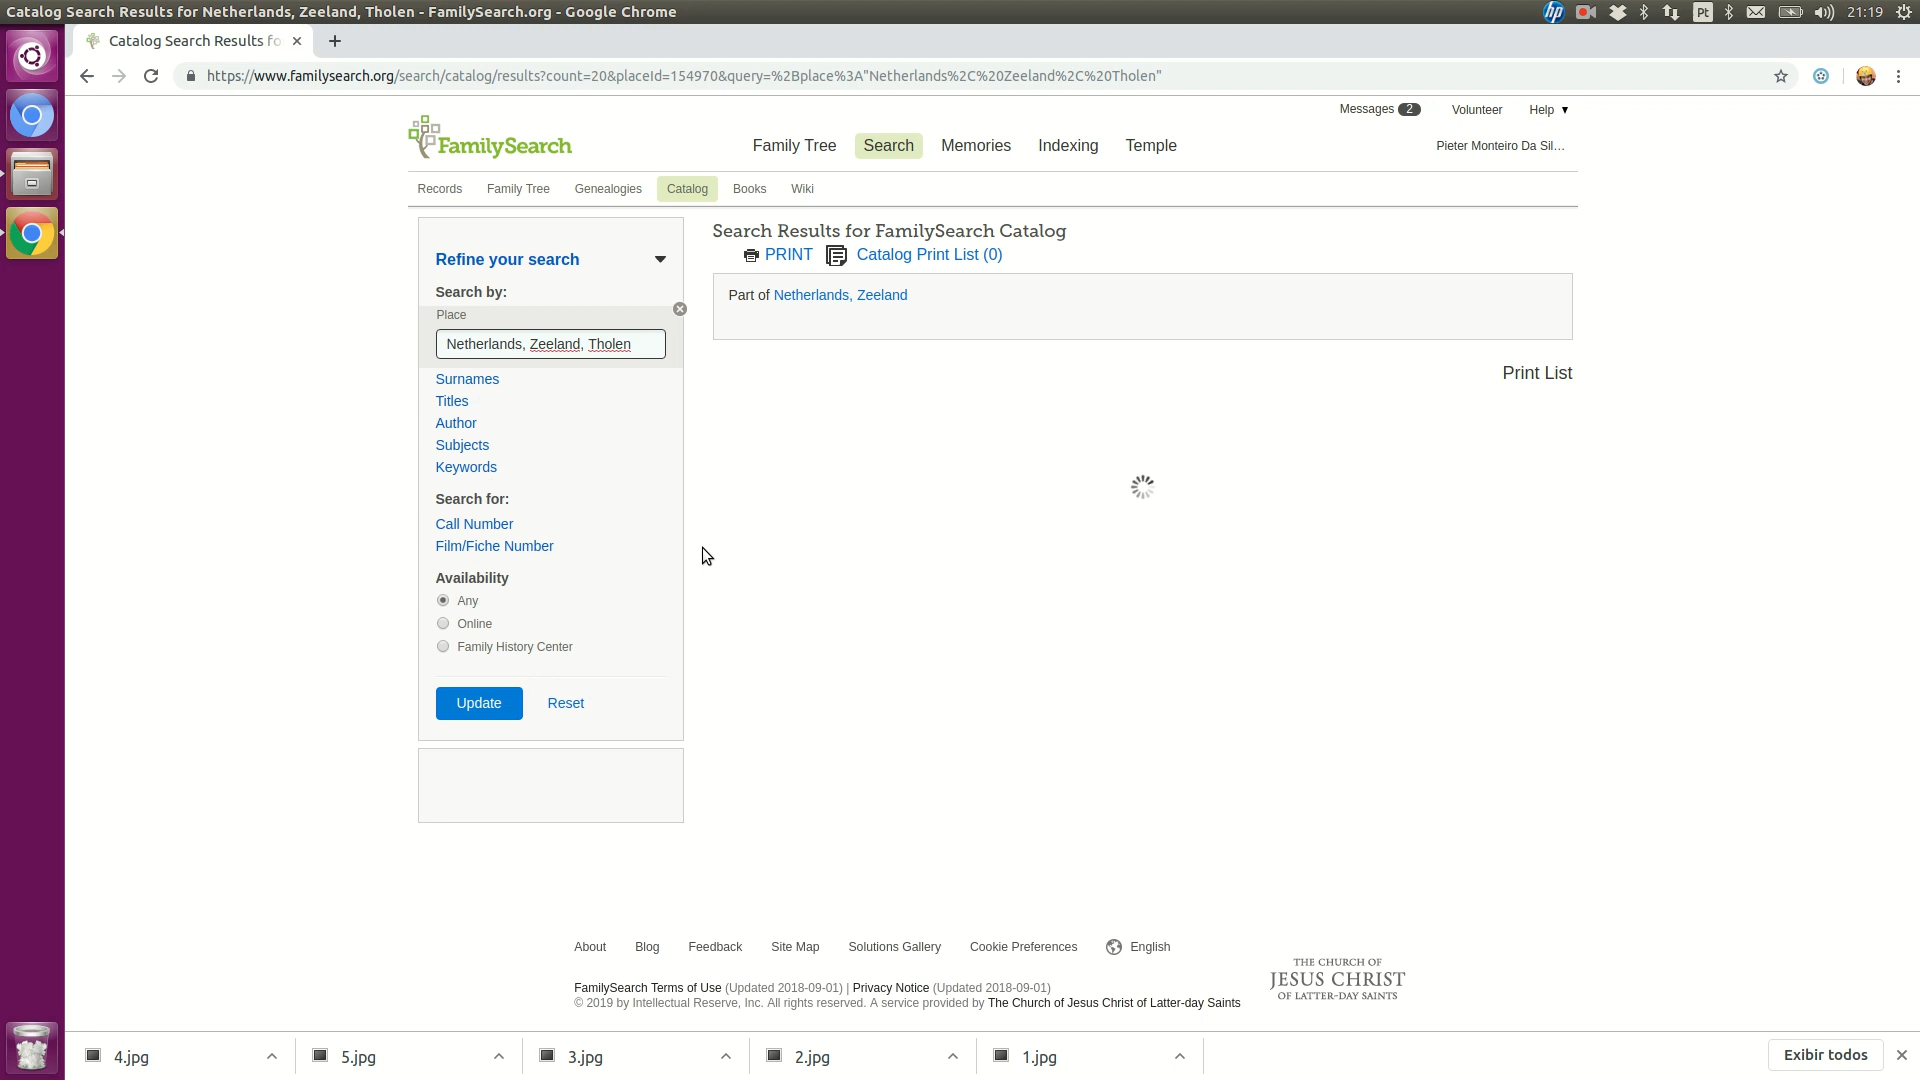 Catalog Search Results for Netherlands, Zeeland, Tholen - FamilySearch.org - Google Chrome
hp
Pt
21:19
Catalog Search Results fo
https://www.familysearch.org/search/catalog/results?count=20&placeId=154970&query=%2Bplace%3A"Netherlands%2C%20Zeeland%2C%20Tholen"
Messages 2 Volunteer Help
FamilySearch
Family Tree Search Memories Indexing Temple
Pieter Monteiro Da Sil…
Records Family Tree Genealogies Catalog Books Wiki
Search Results for FamilySearch Catalog
PRINT Catalog Print List (0)
Part of Netherlands, Zeeland
Print List
Refine your search
Search by:
Place
Netherlands, Zeeland, Tholen
Surnames
Titles
Author
Subjects
Keywords
Search for:
Call Number
Film/Fiche Number
Availability
Any
Online
Family History Center
Update Reset
About Blog Feedback Site Map Solutions Gallery Cookie Preferences English
FamilySearch Terms of Use (Updated 2018-09-01) | Privacy Notice (Updated 2018-09-01)
© 2019 by Intellectual Reserve, Inc. All rights reserved. A service provided by The Church of Jesus Christ of Latter-day Saints
THE CHURCH OF
JESUS CHRIST
OF LATTER-DAY SAINTS
4.jpg 5.jpg 3.jpg 2.jpg 1.jpg Exibir todos